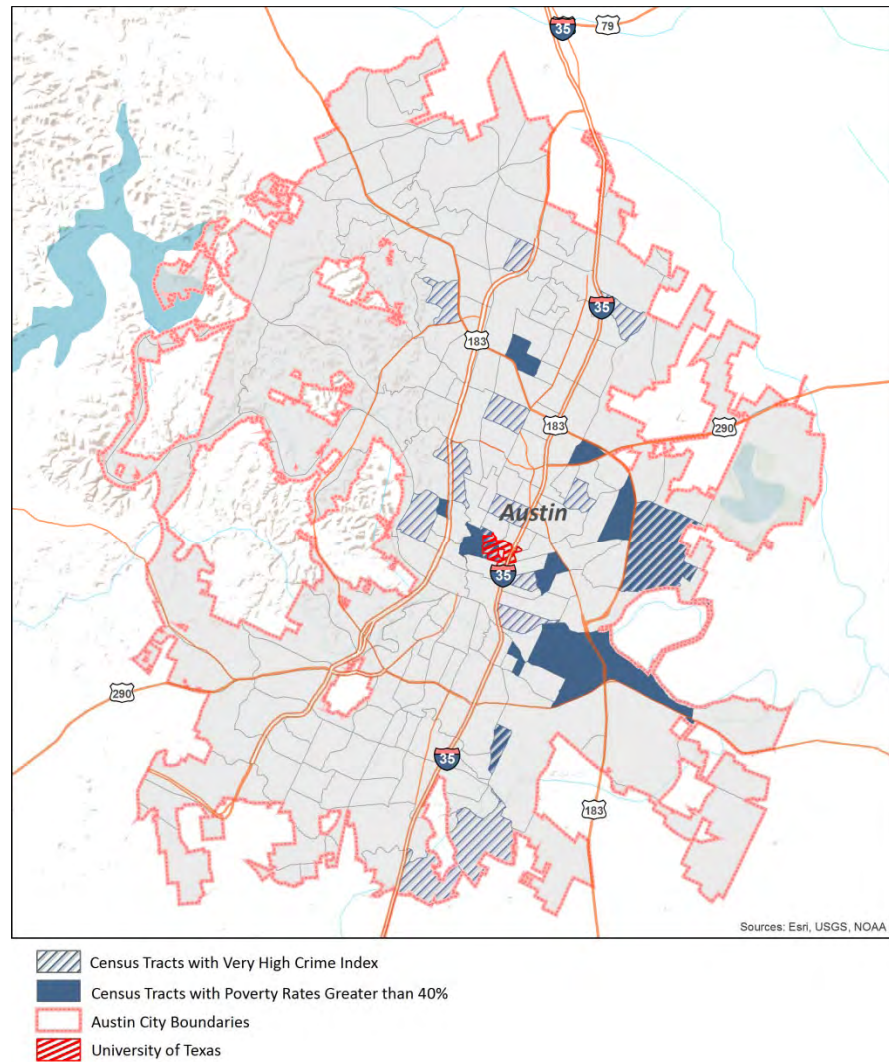 35
79
35
183
183
290
Austin
35
290
35
183
Sources: Esri, USGS, NOAA
Census Tracts with Very High Crime Index
Census Tracts with Poverty Rates Greater than 40%
Austin City Boundaries
University of Texas